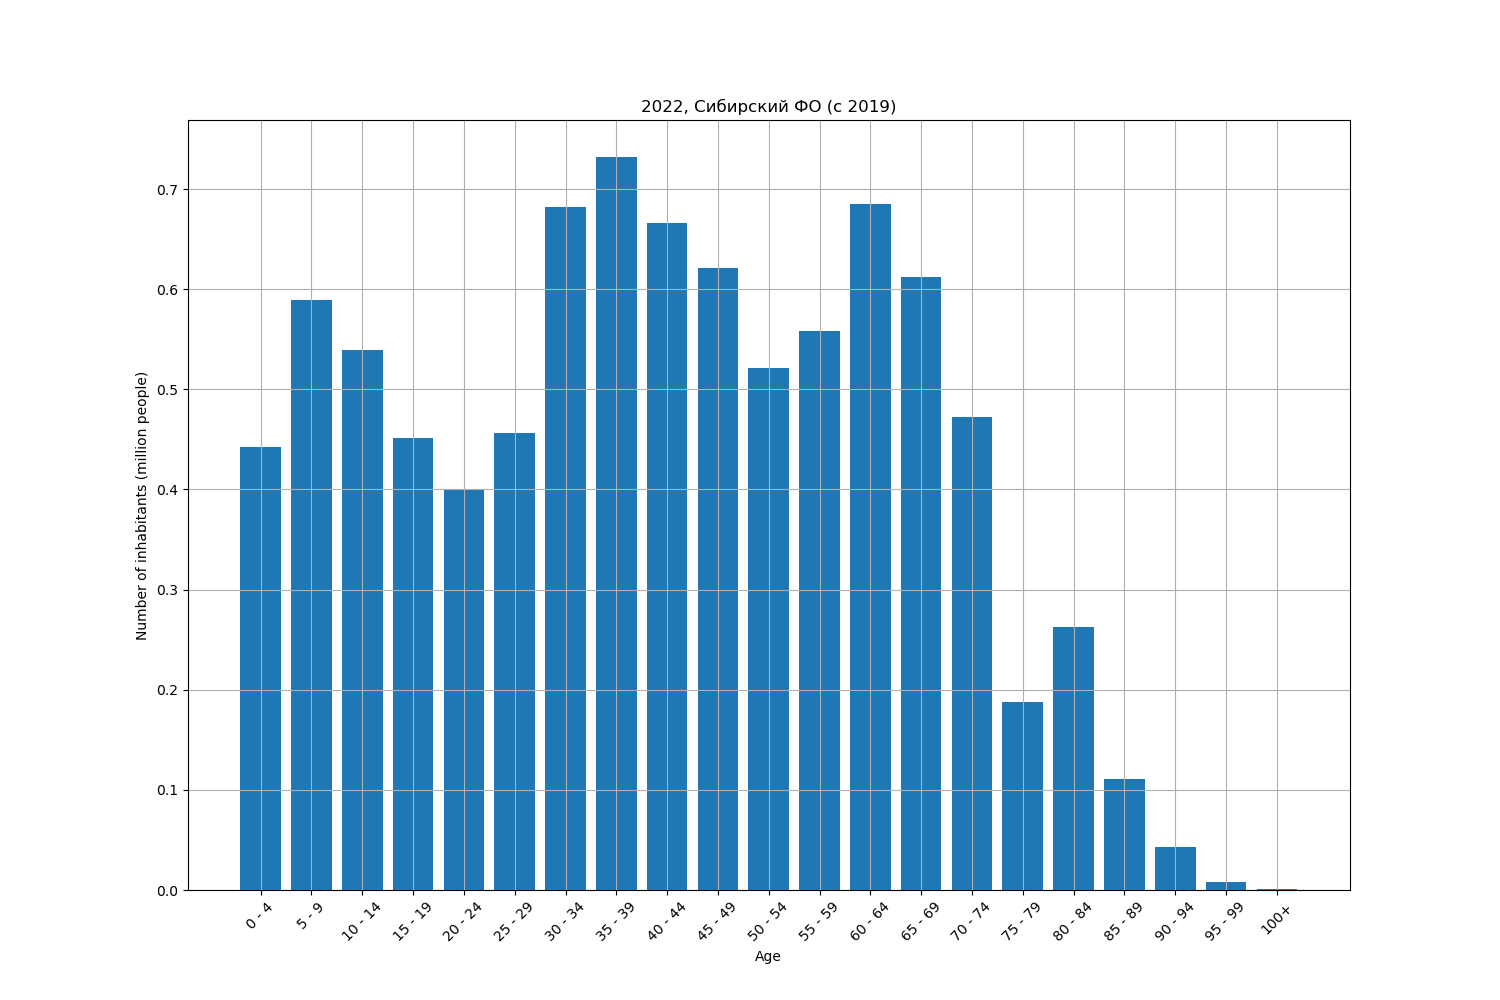 2022, Сибирский ФО (с 2019)
Number of inhabitants (million people)
0.7
0.6
0.5
0.4
0.3
0.2
0.1
0.0
0 - 4
5 - 9
10 - 14
15 - 19
20 - 24
25 - 29
30 - 34
35 - 39
40 - 44
45 - 49
50 - 54
55 - 59
60 - 64
65 - 69
70 - 74
75 - 79
80 - 84
85 - 89
90 - 94
95 - 99
100+
Age